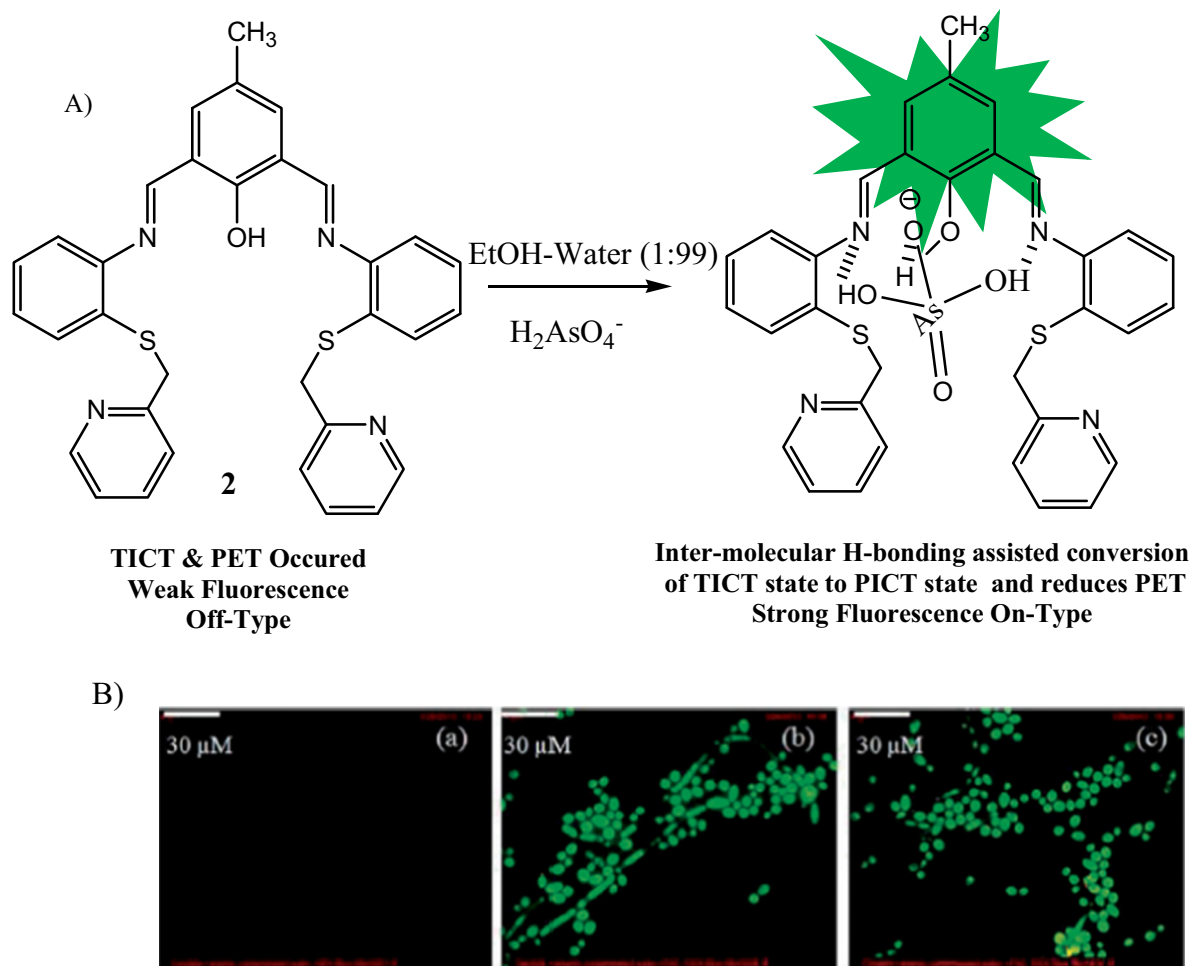 A)
CH3
N
OH
N
S
S
N
N
2
TICT & PET Occured
Weak Fluorescence
Off-Type
EtOH-Water (1:99)
H2AsO4-
CH3
⊖
O
O
N
H
N
H
HO
OH
As
S
S
O
N
N
Inter-molecular H-bonding assisted conversion
of TICT state to PICT state and reduces PET
Strong Fluorescence On-Type
B)
30 µM
(a)
30 µM
(b)
30 µM
(c)